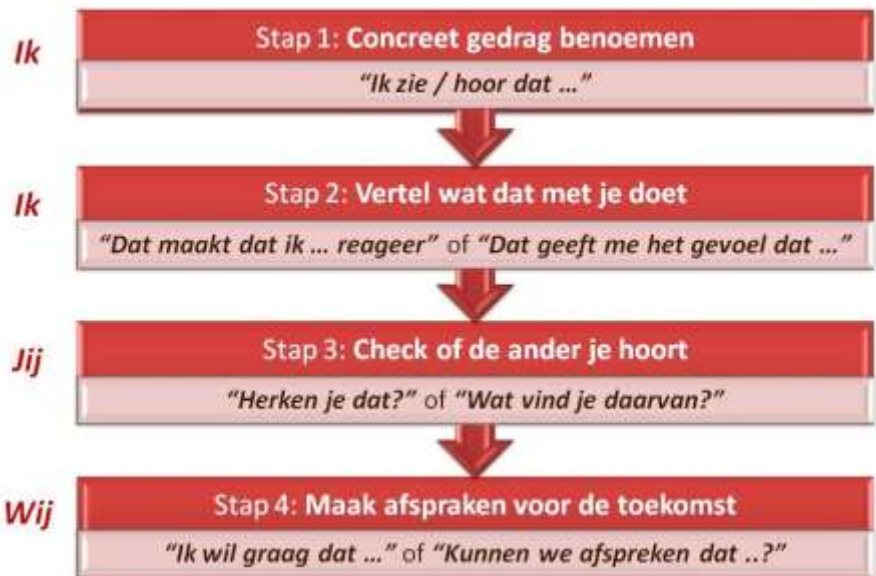 Ik
Stap 1: Concreet gedrag benoemen
“Ik zie / hoor dat ...”
Ik
Stap 2: Vertel wat dat met je doet
“Dat maakt dat ik ... reageer” of “Dat geeft me het gevoel dat ...”
Jij
Stap 3: Check of de ander je hoort
“Herken je dat?” of “Wat vind je daarvan?”
Wij
Stap 4: Maak afspraken voor de toekomst
“Ik wil graag dat ...” of “Kunnen we afspreken dat ..?”